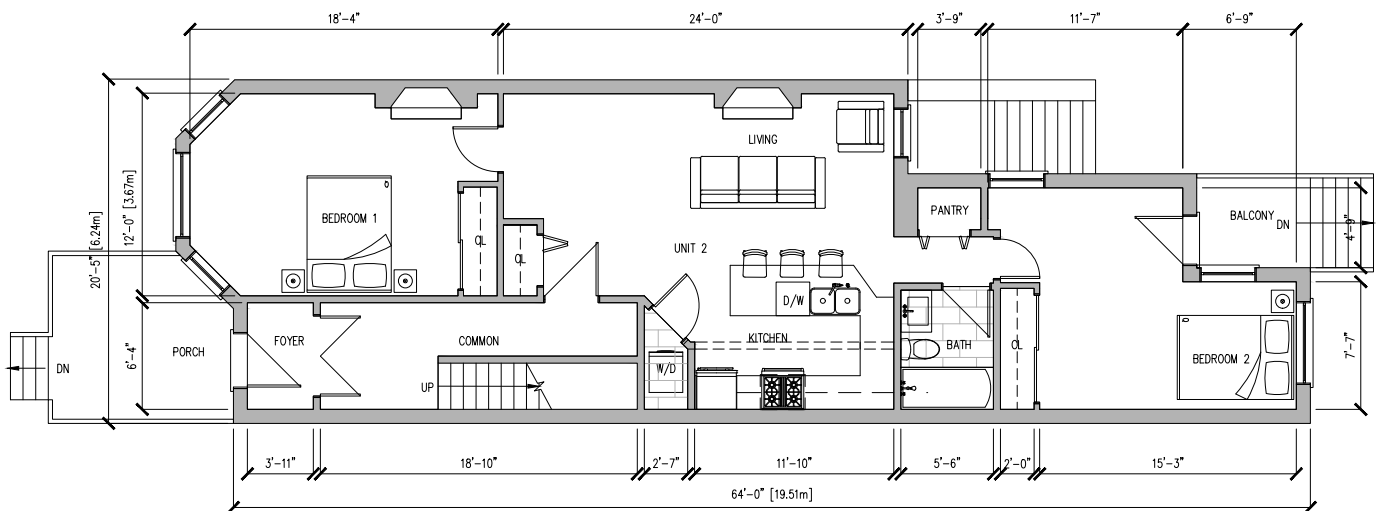 18'-4"
24'-0"
3'-9"
11'-7"
6'-9"
20'-5" [6.24m]
12'-0" [3.67m]
6'-4"
LIVING
BEDROOM 1
CL
CL
UNIT 2
PANTRY
BALCONY
DN
4'-9"
D/W
KITCHEN
BATH
CL
BEDROOM 2
7'-7"
PORCH
FOYER
COMMON
DN
UP
W/D
3'-11"
18'-10"
2'-7"
11'-10"
5'-6"
2'-0"
15'-3"
64'-0" [19.51m]